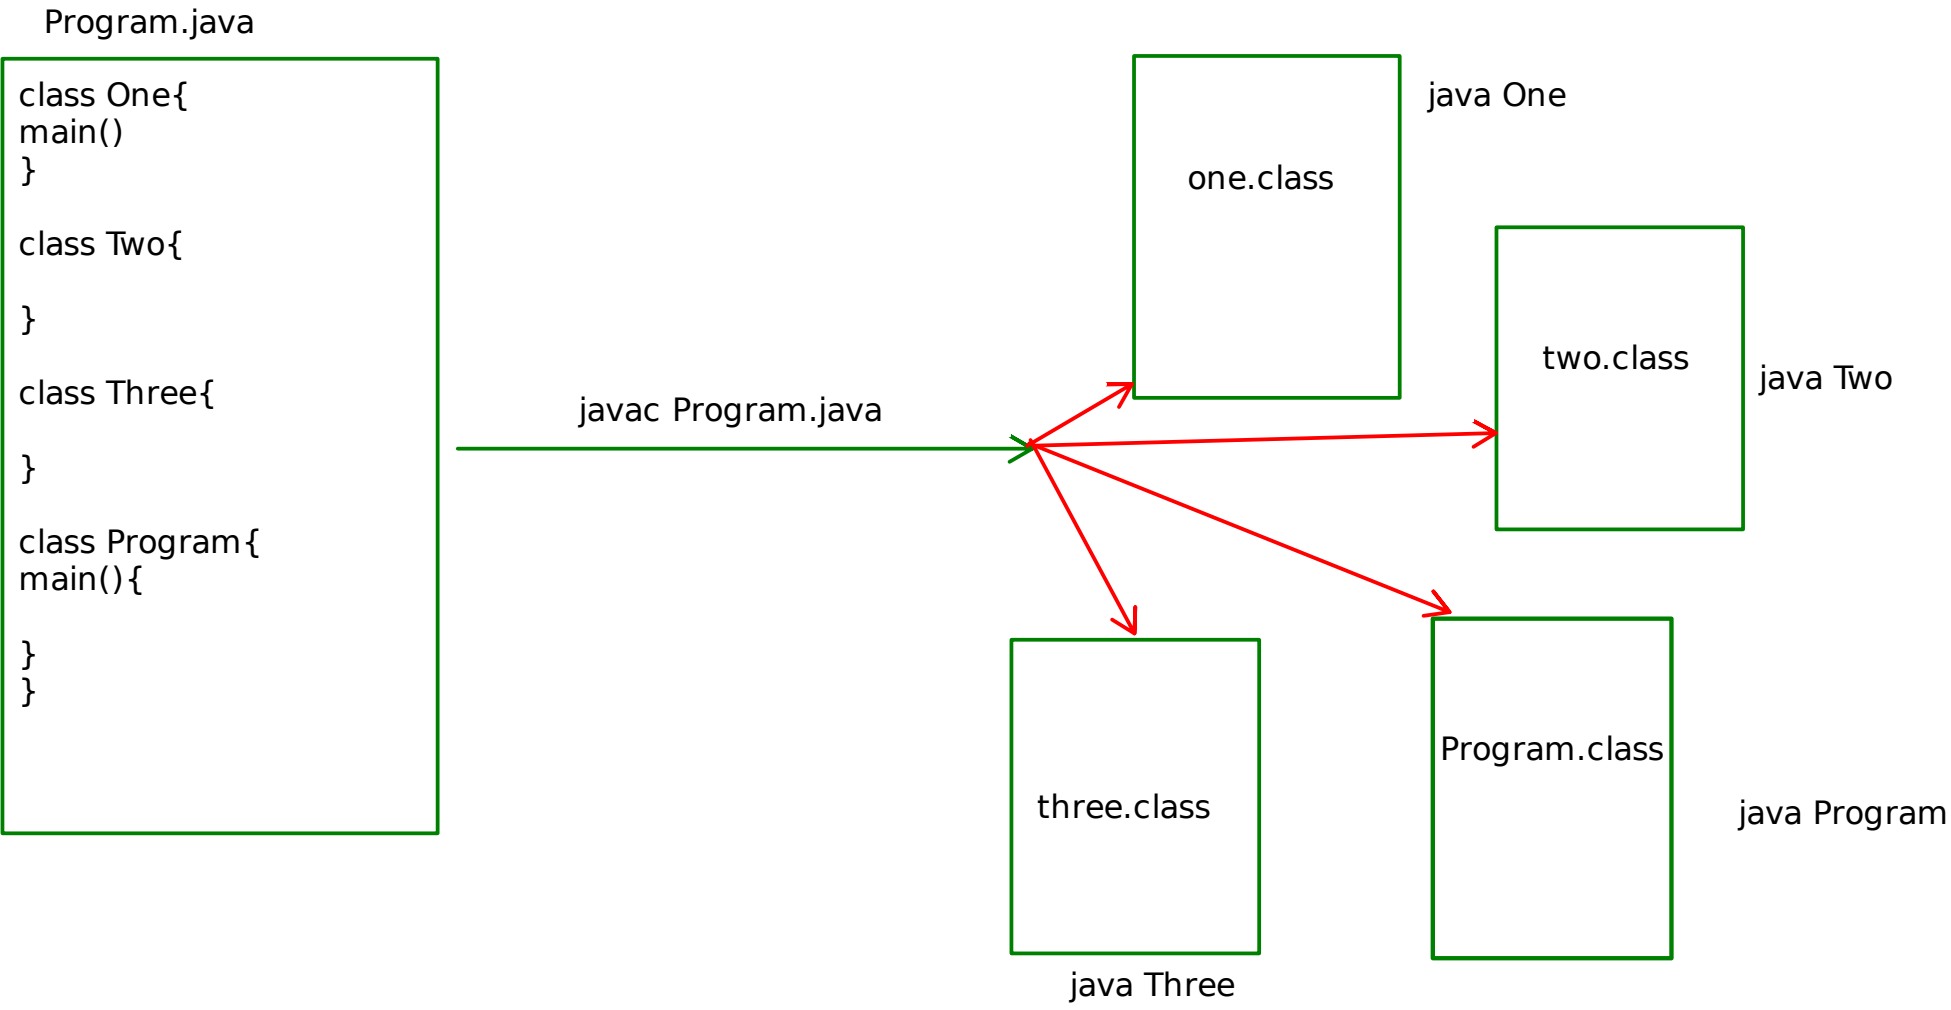 Program.java
class One{
main()
}
class Two{
}
class Three{
}
class Program{
main(){
}
}
javac Program.java
one.class
java One
two.class
java Two
three.class
java Three
Program.class
java Program